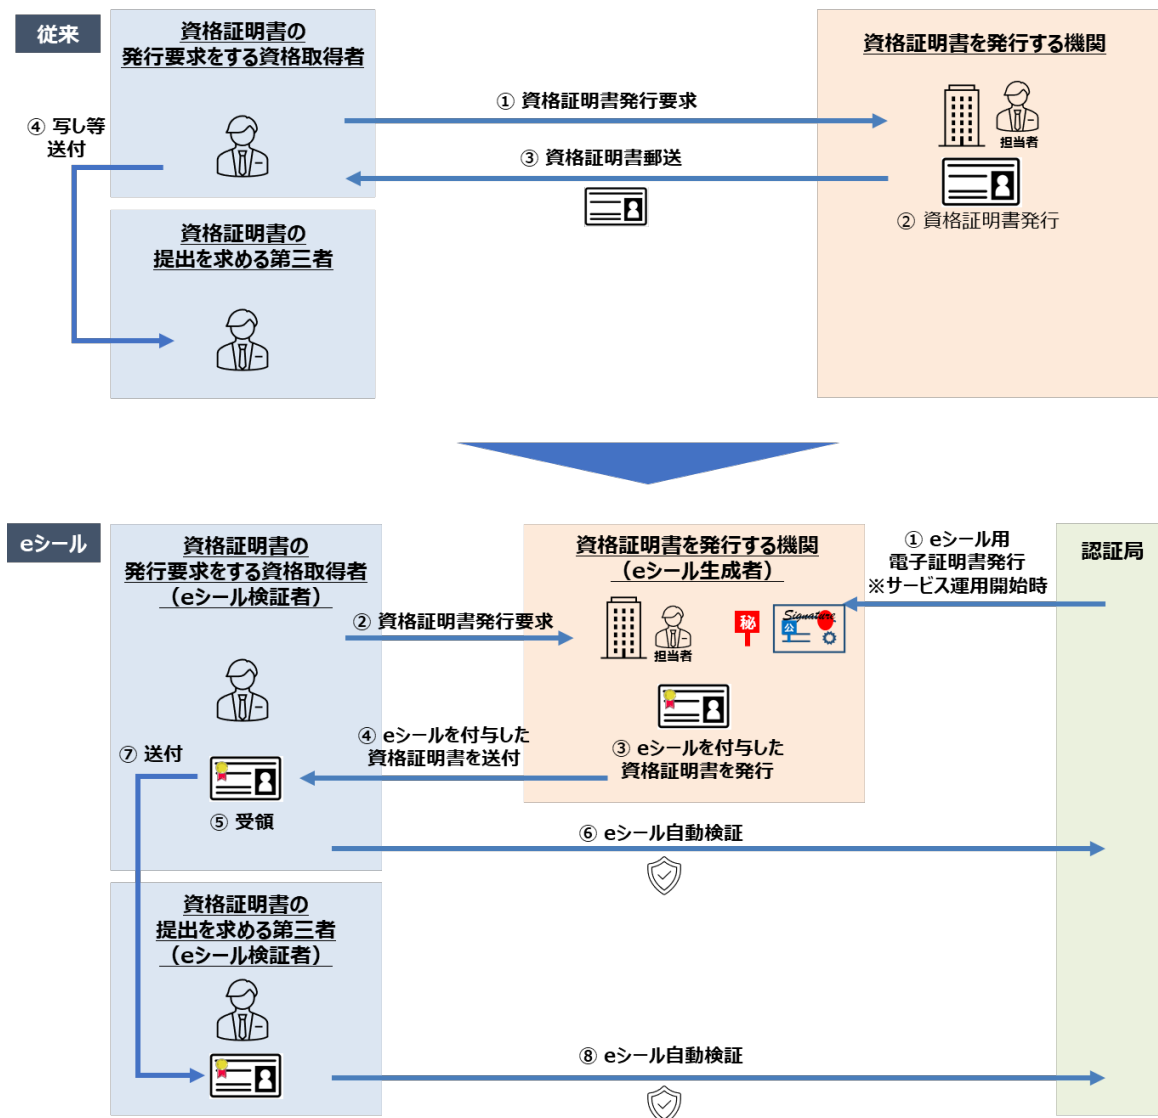 従来
資格証明書の
発行要求をする資格取得者
資格証明書を発行する機関
① 資格証明書発行要求
担当者
④ 写し等
送付
③ 資格証明書郵送
② 資格証明書発行
資格証明書の
提出を求める第三者
eシール
資格証明書の
発行要求をする資格取得者
（eシール検証者）
資格証明書を発行する機関
（eシール生成者）
① eシール用
電子証明書発行
※サービス運用開始時
認証局
② 資格証明書発行要求
担当者
秘
Signature
公
④ eシールを付与した
資格証明書を送付
③ eシールを付与した
資格証明書を発行
⑦ 送付
⑤ 受領
⑥ eシール自動検証
資格証明書の
提出を求める第三者
（eシール検証者）
⑧ eシール自動検証